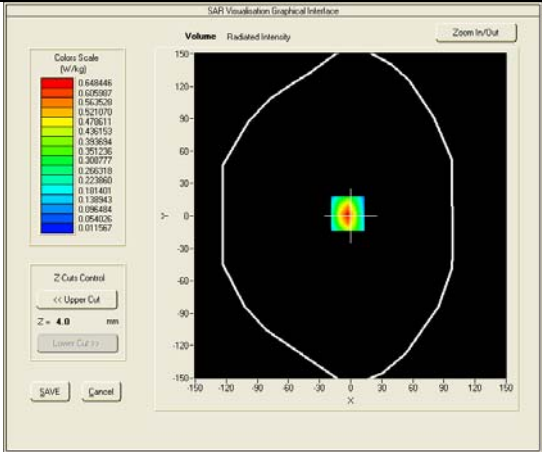 SAR Visualisation Graphical Interface
Volume Radiated Intensity
Zoom In/Out
Colors Scale
(W/kg)
0.648446
0.605987
0.563528
0.521070
0.478611
0.436153
0.393694
0.351236
0.308777
0.266318
0.223860
0.181401
0.138943
0.096484
0.054026
0.011567
Z-Cuts Control
<< Upper Cut
Z = 4.0 mm
Lower Cut >>
SAVE Cancel
150
120
90
60
30
0
-30
-60
-90
-120
-150
Y
-150 -120 -90 -60 -30 0 30 60 90 120 150
X